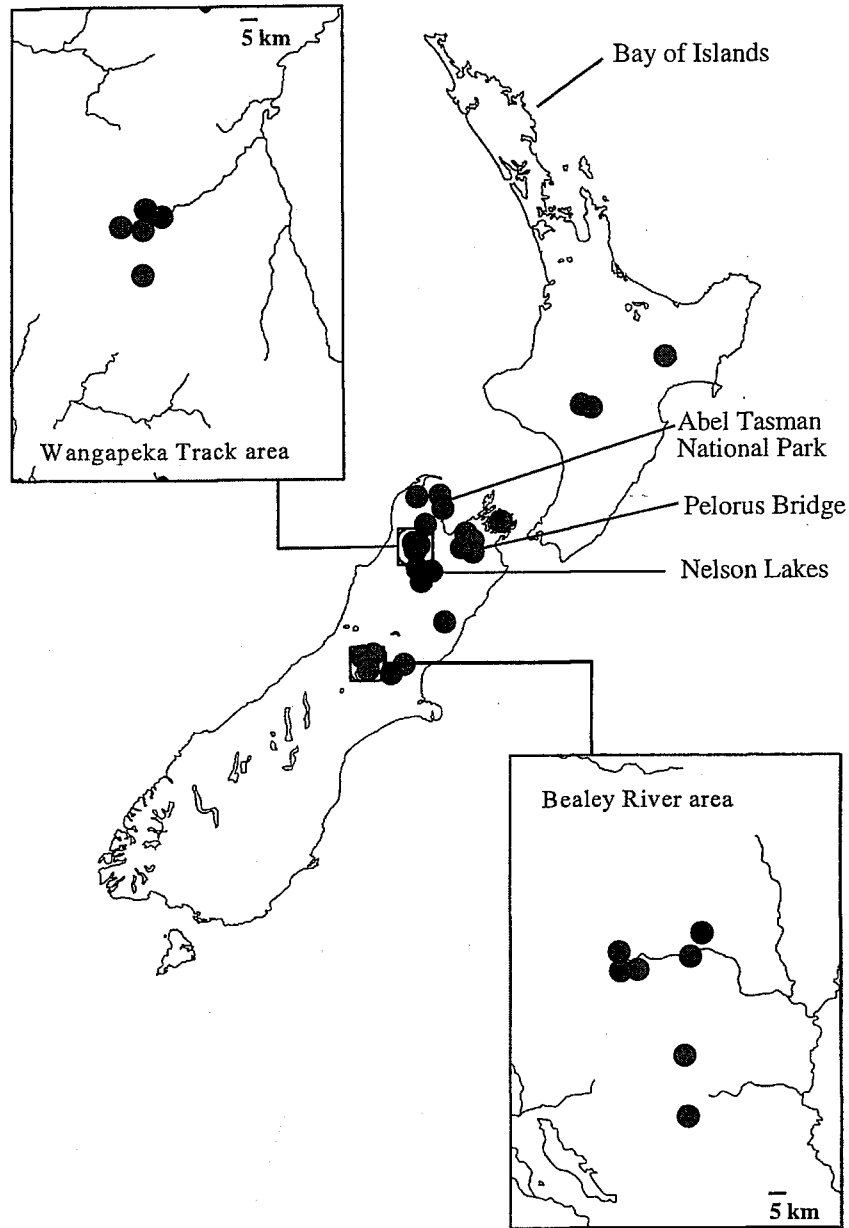 5 km
Bay of Islands
Wangapeka Track area
Abel Tasman
National Park
Pelorus Bridge
Nelson Lakes
Bealey River area
5 km